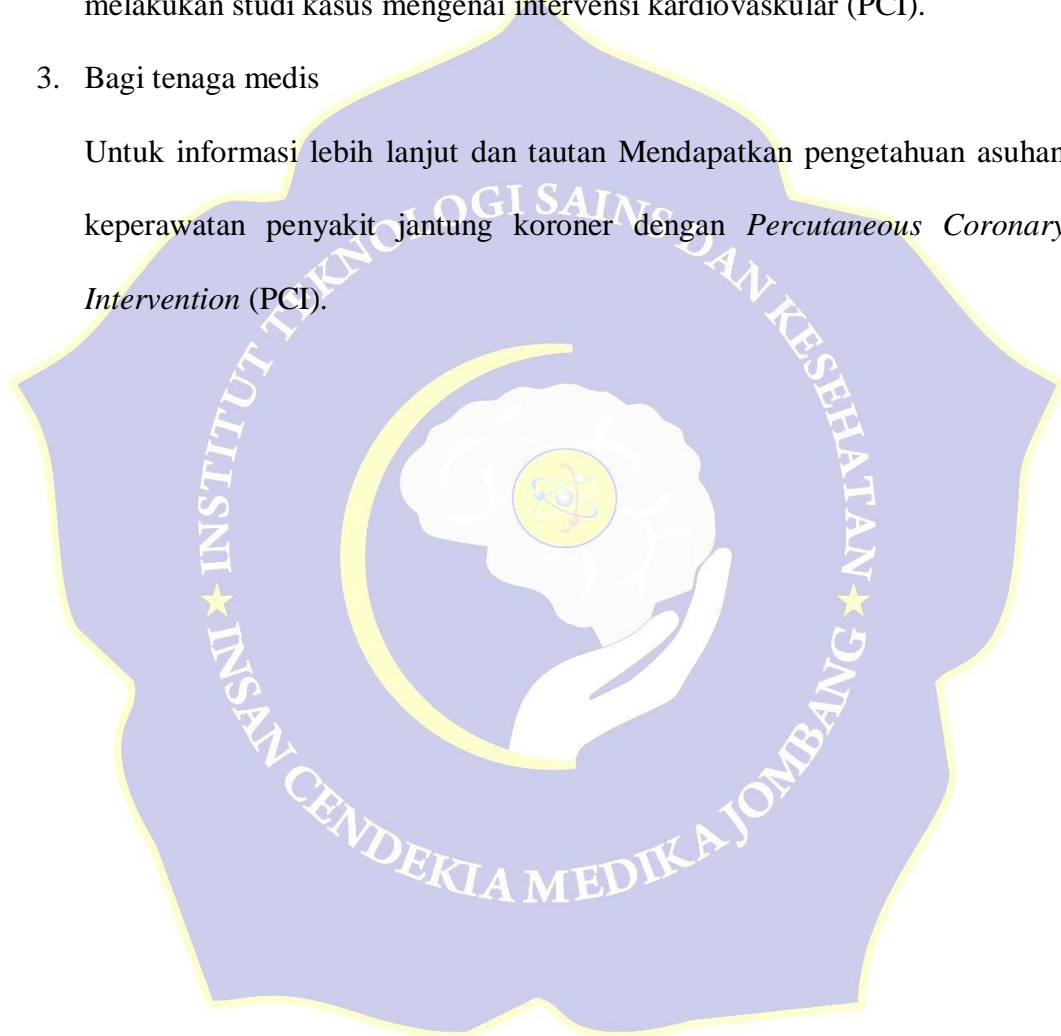 melakukan studi kasus mengenai intervensi kardiovaskular (PCI).
3. Bagi tenaga medis
Untuk informasi lebih lanjut dan tautan Mendapatkan pengetahuan asuhan
keperawatan penyakit jantung koroner dengan Percutaneous Coronary
Intervention (PCI).
INSTITUT TEKNOLOGI SAINS DAN KESEHATAN
★ INSAN CENDEKIA MEDIKA JOMBANG ★